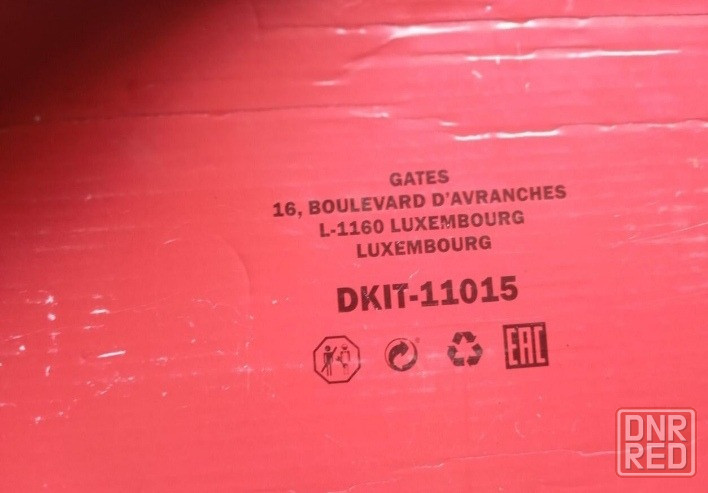 GATES
16, BOULEVARD D'AVRANCHES
L-1160 LUXEMBOURG
LUXEMBOURG
DKIT-11015
EAC
DNR
RED